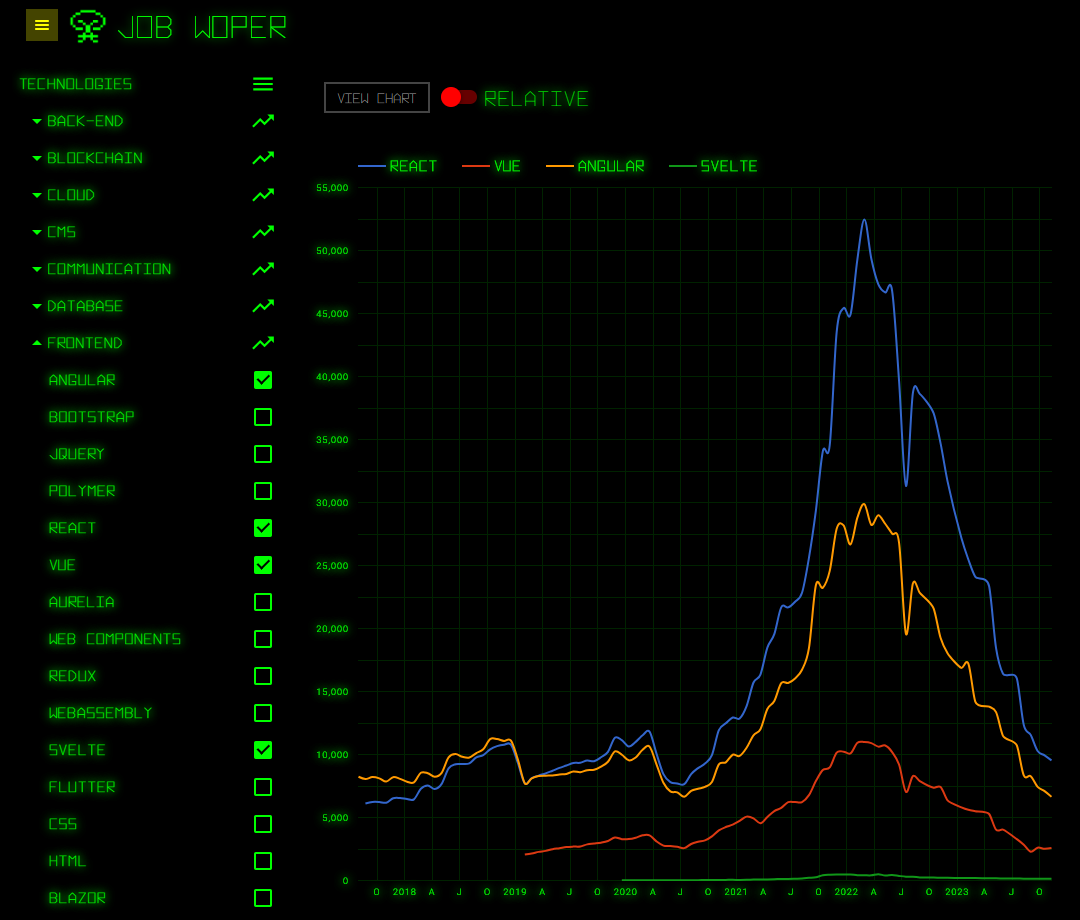 JOB WOPER
TECHNOLOGIES
BACK-END
BLOCKCHAIN
CLOUD
CMS
COMMUNICATION
DATABASE
FRONTEND
ANGULAR
BOOTSTRAP
JQUERY
POLYMER
REACT
VUE
AURELIA
WEB COMPONENTS
REDUX
WEBASSEMBLY
SVELTE
FLUTTER
CSS
HTML
BLAZOR
VIEW CHART RELATIVE
REACT VUE ANGULAR SVELTE
55,000
50,000
45,000
40,000
35,000
30,000
25,000
20,000
15,000
10,000
5,000
0
O 2018 A J O 2019 A J O 2020 A J O 2021 A J O 2022 A J O 2023 A J O